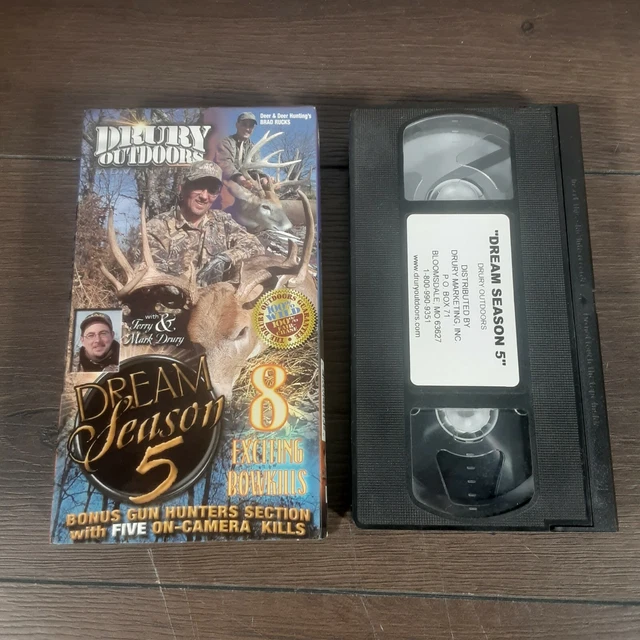 DRURY
OUTDOORS
Deer & Deer Hunting's
BRAD RUCKS
with
Terry &
Mark Drury
100%
FAIR
DREAM
Season
5
8
EXCITING
BOWKILLS
BONUS GUN HUNTERS SECTION
with FIVE ON-CAMERA KILLS
"DREAM SEASON 5"
DRURY OUTDOORS
DISTRIBUTED BY
DRURY MARKETING, INC.
P.O. BOX 71
BLOOMSDALE, MO 63627
1-800-990-9351
www.druryoutdoors.com